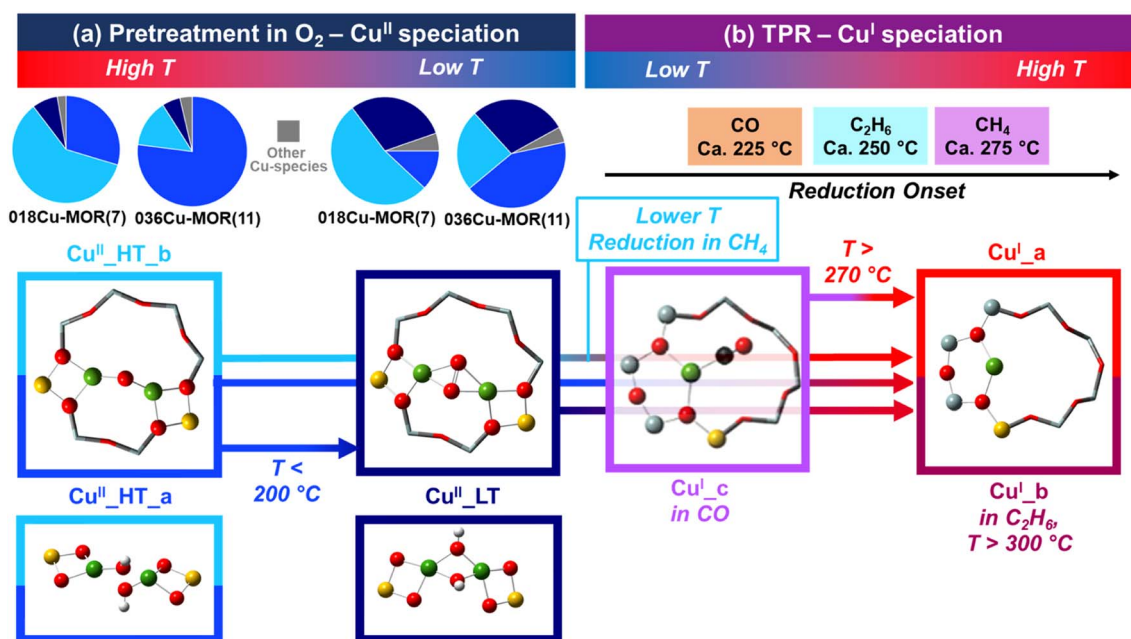 (a) Pretreatment in O₂ – Cuᴵᴵ speciation
High T
Low T
018Cu-MOR(7)
036Cu-MOR(11)
Other
Cu-species
018Cu-MOR(7)
036Cu-MOR(11)
(b) TPR – Cuᴵ speciation
Low T
High T
CO
Ca. 225 °C
C₂H₆
Ca. 250 °C
CH₄
Ca. 275 °C
Reduction Onset
Lower T
Reduction in CH₄
Cuᴵᴵ_HT_b
T <
200 °C
Cuᴵᴵ_HT_a
Cuᴵᴵ_LT
T >
270 °C
Cuᴵ_c
in CO
Cuᴵ_a
Cuᴵ_b
in C₂H₆,
T > 300 °C